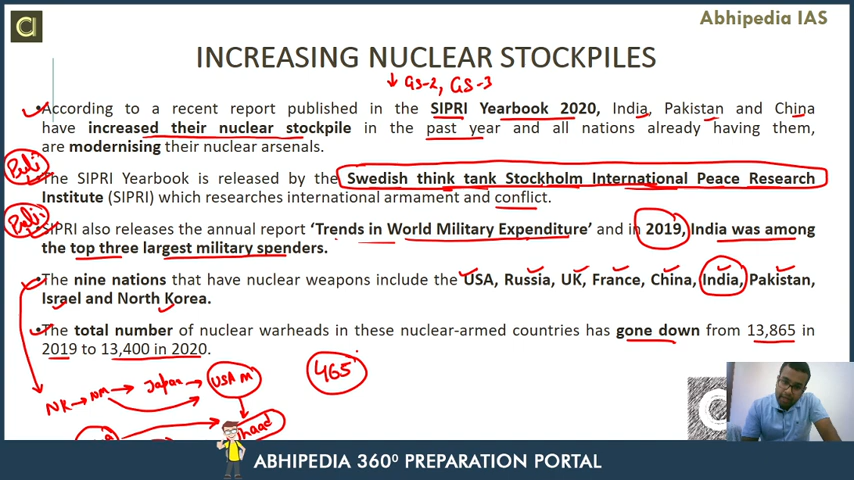 Abhipedia IAS
INCREASING NUCLEAR STOCKPILES
GS-2, GS-3
•According to a recent report published in the SIPRI Yearbook 2020, India, Pakistan and China
have increased their nuclear stockpile in the past year and all nations already having them,
are modernising their nuclear arsenals.
The SIPRI Yearbook is released by the Swedish think tank Stockholm International Peace Research
Institute (SIPRI) which researches international armament and conflict.
SIPRI also releases the annual report ‘Trends in World Military Expenditure’ and in 2019, India was among
the top three largest military spenders.
•The nine nations that have nuclear weapons include the USA, Russia, UK, France, China, India, Pakistan,
Israel and North Korea.
•The total number of nuclear warheads in these nuclear-armed countries has gone down from 13,865 in
2019 to 13,400 in 2020.
465
NK → NM → Japan → USA M
haad
ABHIPEDIA 360⁰ PREPARATION PORTAL